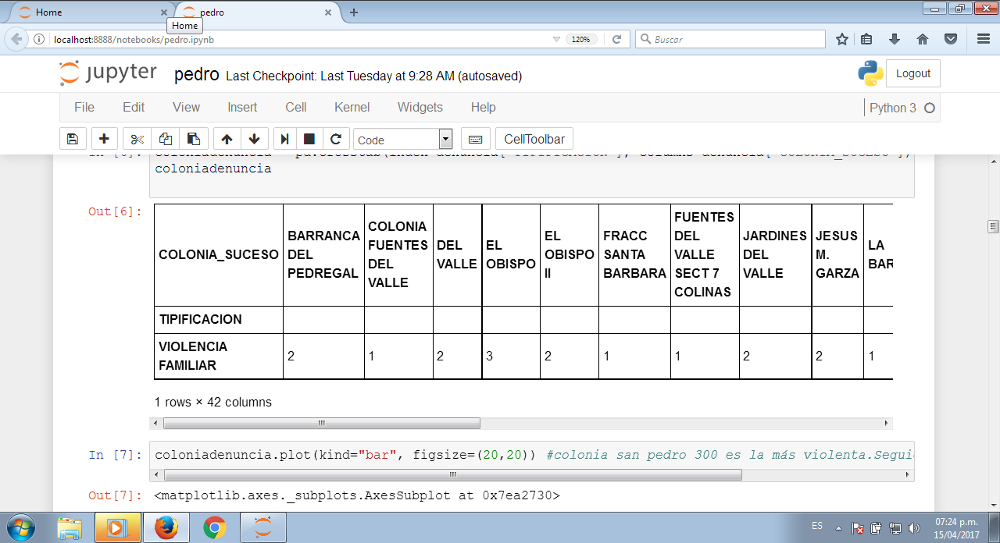 Home
pedro
Home
localhost:8888/notebooks/pedro.ipynb
120%
Buscar
jupyter
pedro Last Checkpoint: Last Tuesday at 9:28 AM (autosaved)
Logout
File Edit View Insert Cell Kernel Widgets Help
Python 3
Code
CellToolbar
coloniadenuncia
Out[6]:
COLONIA_SUCESO
BARRANCA
DEL
PEDREGAL
COLONIA
FUENTES
DEL
VALLE
DEL
VALLE
EL
OBISPO
EL
OBISPO
II
FRACC
SANTA
BARBARA
FUENTES
DEL
VALLE
SECT 7
COLINAS
JARDINES
DEL
VALLE
JESUS
M.
GARZA
LA
BAR
TIPIFICACION
VIOLENCIA
FAMILIAR
2 1 2 3 2 1 1 2 2 1
1 rows × 42 columns
In [7]: coloniadenuncia.plot(kind="bar", figsize=(20,20)) #colonia san pedro 300 es la más violenta.Segui
Out[7]: <matplotlib.axes._subplots.AxesSubplot at 0x7ea2730>
ES
07:24 p.m.
15/04/2017